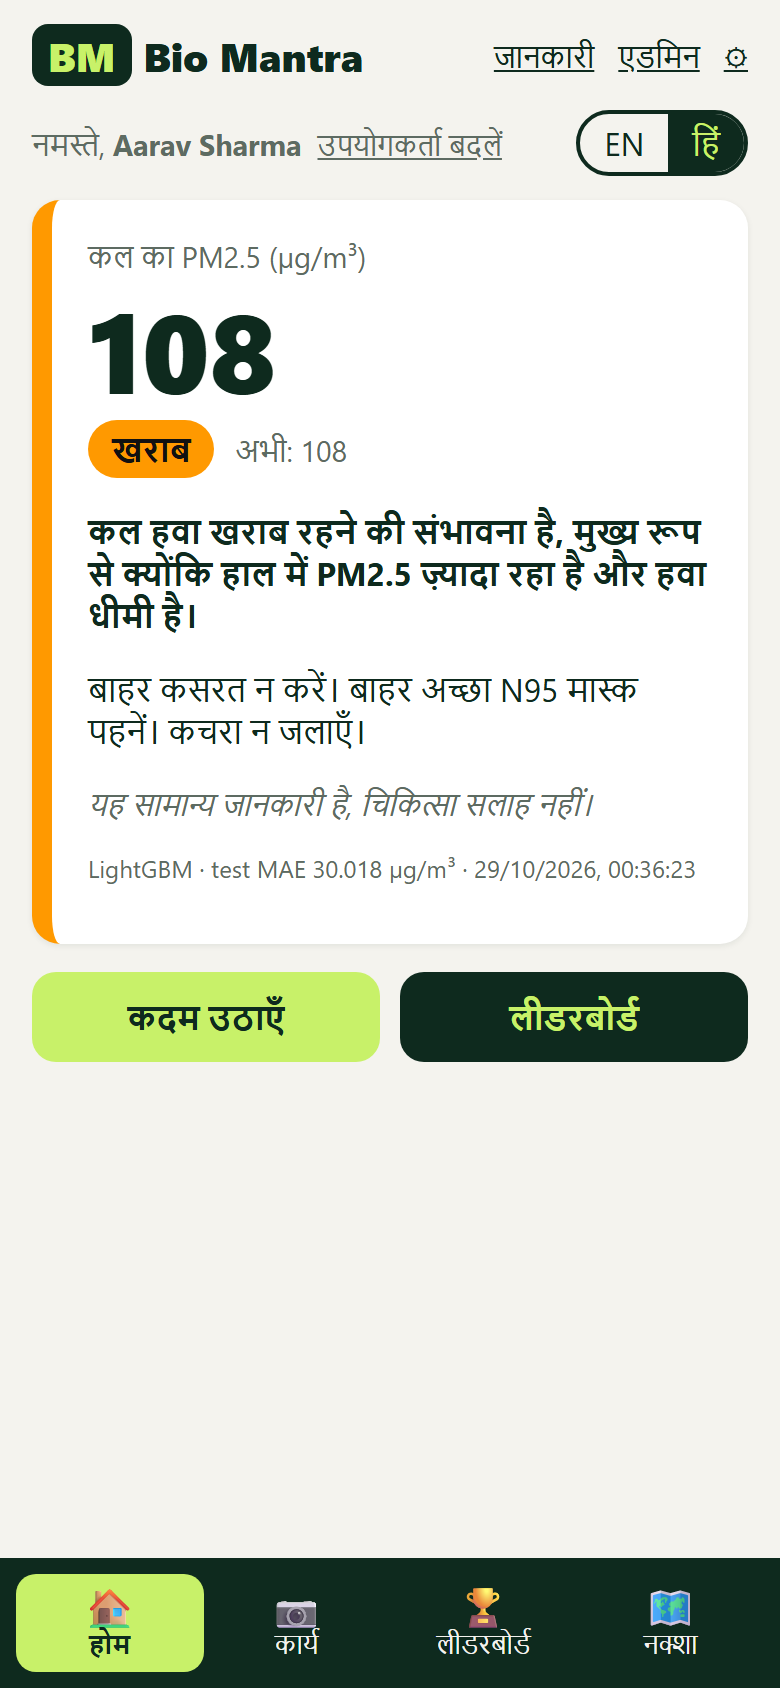 BM Bio Mantra जानकारी एडमिन ⚙
नमस्ते, Aarav Sharma उपयोगकर्ता बदलें EN हिं
कल का PM2.5 (µg/m³)
108
खराब अभी: 108
कल हवा खराब रहने की संभावना है, मुख्य रूप
से क्योंकि हाल में PM2.5 ज़्यादा रहा है और हवा
धीमी है।
बाहर कसरत न करें। बाहर अच्छा N95 मास्क
पहनें। कचरा न जलाएँ।
यह सामान्य जानकारी है, चिकित्सा सलाह नहीं।
LightGBM · test MAE 30.018 µg/m³ · 29/10/2026, 00:36:23
कदम उठाएँ लीडरबोर्ड
होम कार्य लीडरबोर्ड नक्शा